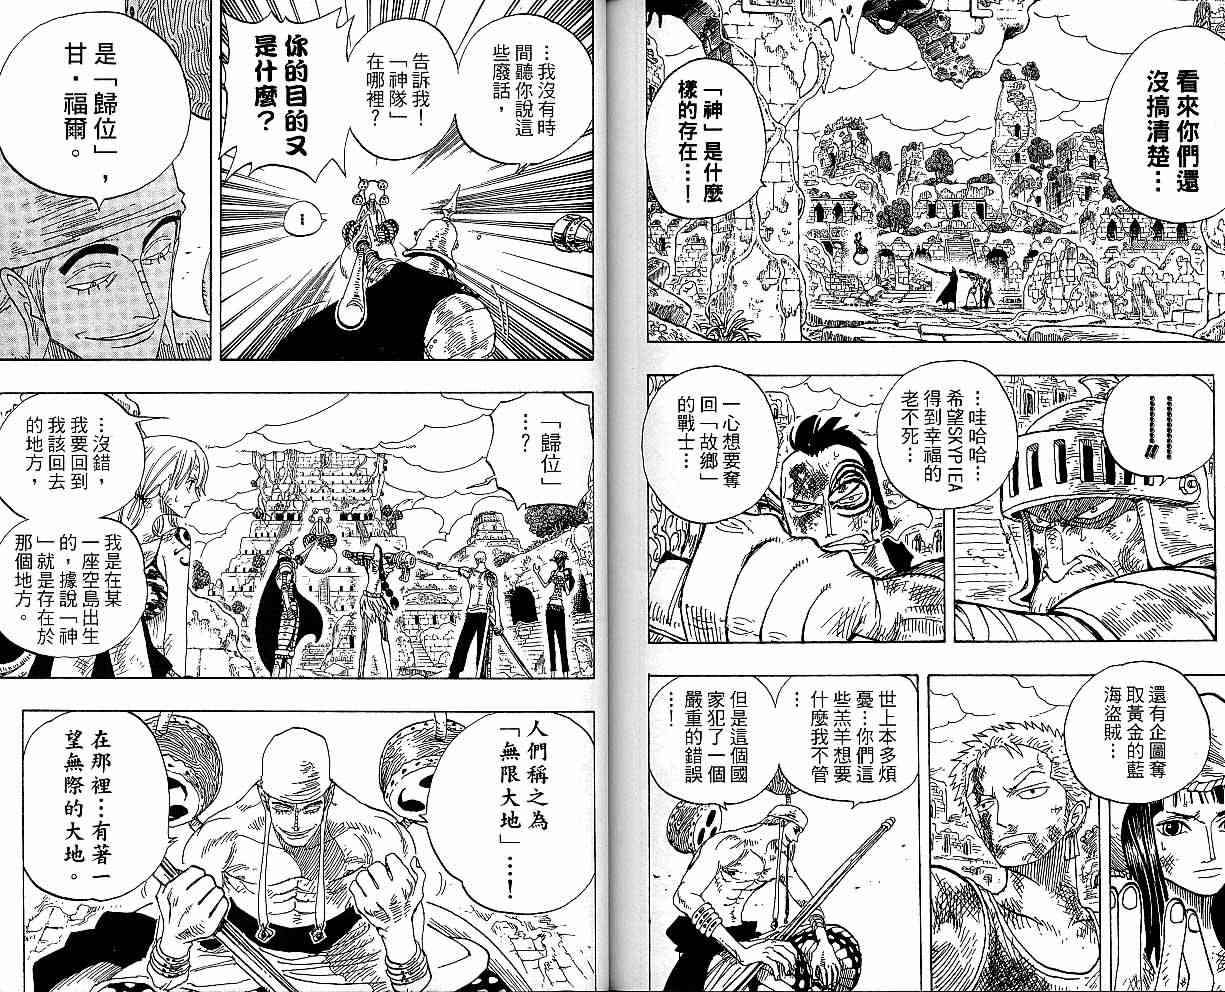 看來你們還
沒搞清楚…
「神」是什麼
樣的存在…！
…………!!
…哇哈哈…
希望SKYPIEA
得到幸福的
老不死…
一心想要奪
回「故鄉」
的戰士…
還有企圖奪
取黃金的藍
海盜賊…
世上本多煩
憂…你們這
些羔羊想要
什麼我不管
…
但是這個國
家犯了一個
嚴重的錯誤
…！
…我沒有時
間聽你說這
些廢話，
告訴我！
「神隊」
在哪裡？
你的目的又
是什麼？
…
是「歸位」，
甘．福爾。
「歸位」
…？
…沒錯，
我要回到
我該回去
的地方，
我是在某
一座空島出生
的，據說「神
」就是存在於
那個地方。
人們稱之為
「無限大地」
…！
在那裡…有著一
望無際的大地。